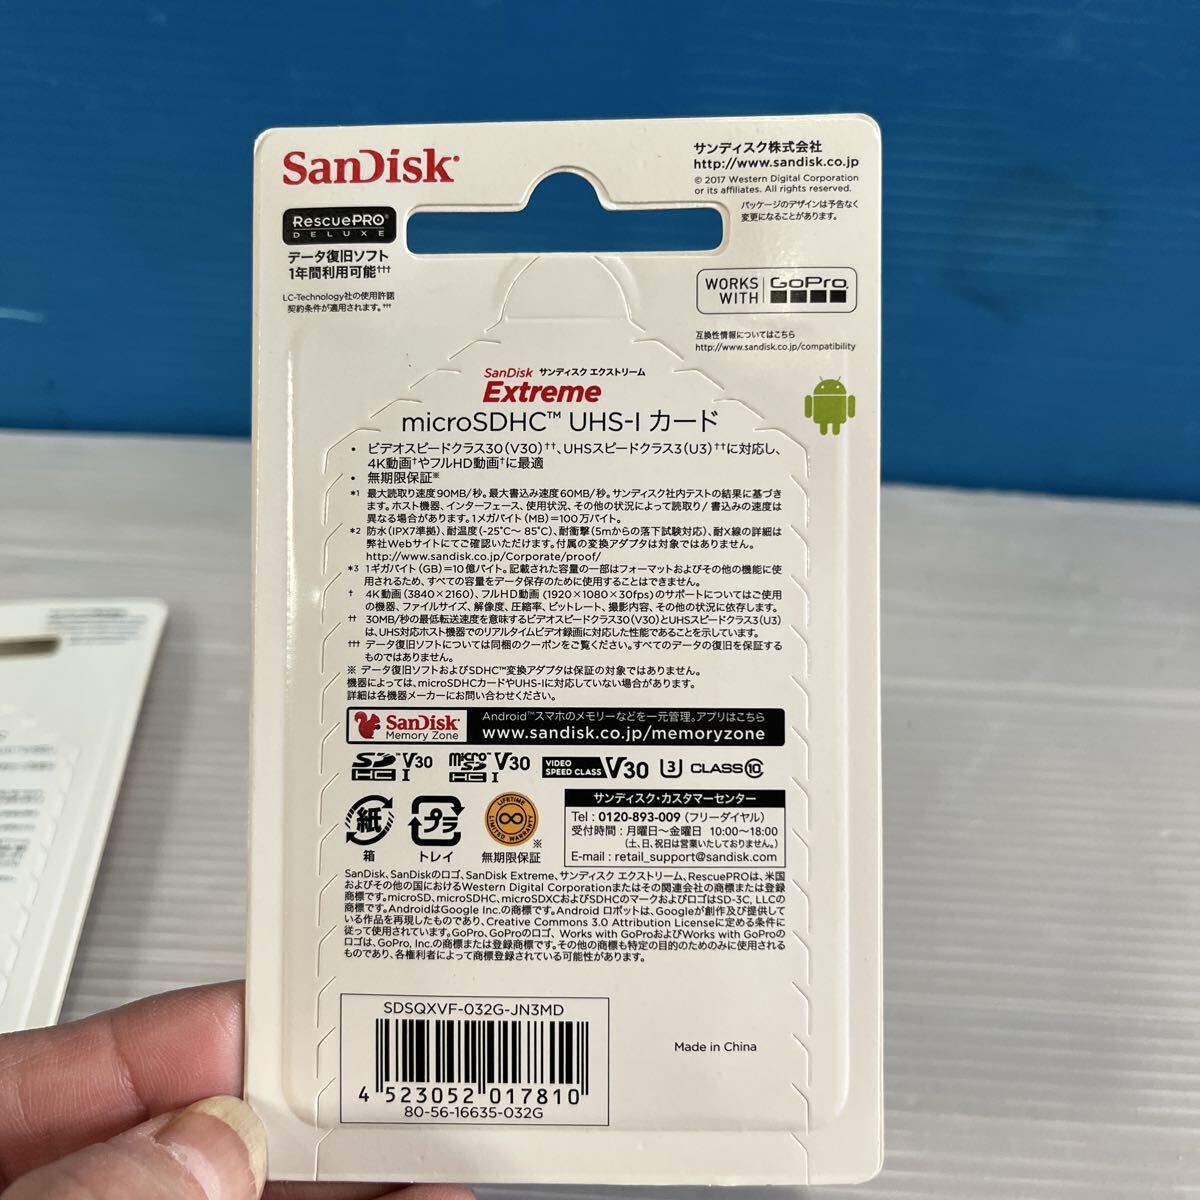 SanDisk
サンディスク株式会社
http://www.sandisk.co.jp
© 2017 Western Digital Corporation
or its affiliates. All rights reserved.
パッケージのデザインは予告なく
変更になることがあります。
RescuePRO®
DELUXE
データ復旧ソフト
1年間利用可能†††
LC-Technology社の使用許諾
契約条件が適用されます。†††
WORKS
WITH
GoPro
互換性情報についてはこちら
http://www.sandisk.co.jp/compatibility
SanDisk サンディスク エクストリーム
Extreme
microSDHC™ UHS-I カード
• ビデオスピードクラス30(V30)††、UHSスピードクラス3(U3)††に対応し、
4K動画†やフルHD動画†に最適
• 無期限保証※
*1 最大読取り速度90MB/秒。最大書込み速度60MB/秒。サンディスク社内テストの結果に基づき
ます。ホスト機器、インターフェース、使用状況、その他の状況によって読取り/ 書込みの速度は
異なる場合があります。1メガバイト(MB)=100万バイト。
*2 防水(IPX7準拠)、耐温度(-25˚C〜 85˚C)、耐衝撃(5mからの落下試験対応)、耐X線の詳細は
弊社Webサイトにてご確認いただけます。付属の変換アダプタは対象ではありません。
http://www.sandisk.co.jp/Corporate/proof/
*3 1ギガバイト(GB)=10億バイト。記載された容量の一部はフォーマットおよびその他の機能に使
用されるため、すべての容量をデータ保存のために使用することはできません。
† 4K動画(3840×2160)、フルHD動画(1920×1080×30fps)のサポートについてはご使用
の機器、ファイルサイズ、解像度、圧縮率、ビットレート、撮影内容、その他の状況に依存します。
†† 30MB/秒の最低転送速度を意味するビデオスピードクラス30(V30)とUHSスピードクラス3(U3)
は、UHS対応ホスト機器でのリアルタイムビデオ録画に対応した性能であることを示しています。
††† データ復旧ソフトについては同梱のクーポンをご覧ください。すべてのデータの復旧を保証する
ものではありません。
※ データ復旧ソフトおよびSDHC™変換アダプタは保証の対象ではありません。
機器によっては、microSDHCカードやUHS-Iに対応していない場合があります。
詳細は各機器メーカーにお問い合わせください。
SanDisk®
Memory Zone
Android™スマホのメモリーなどを一元管理。アプリはこちら
www.sandisk.co.jp/memoryzone
SD HC I ™ V30
micro SD HC I ™ V30
VIDEO SPEED CLASS V30
3
CLASS 10
紙
箱
プラ
トレイ
LIFETIME
LIMITED WARRANTY
※
無期限保証
サンディスク・カスタマーセンター
Tel : 0120-893-009 (フリーダイヤル)
受付時間 : 月曜日〜金曜日 10:00〜18:00
(土、日、祝日は営業いたしておりません。)
E-mail : retail_support@sandisk.com
SanDisk、SanDiskのロゴ、SanDisk Extreme、サンディスク エクストリーム、RescuePROは、米国
およびその他の国におけるWestern Digital Corporationまたはその関連会社の商標または登録
商標です。microSD、microSDHC、microSDXCおよびSDHCのマークおよびロゴはSD-3C, LLCの
商標です。AndroidはGoogle Inc.の商標です。Android ロボットは、Googleが創作及び提供して
いる作品を再現したものであり、Creative Commons 3.0 Attribution Licenseに定める条件に
従って使用されています。GoPro、GoProのロゴ、Works with GoProおよびWorks with GoProの
ロゴは、GoPro, Inc.の商標または登録商標です。その他の商標も特定の目的のためのみに使用されるも
のであり、各権利者によって商標登録されている可能性があります。
SDSQXVF-032G-JN3MD
4 523052 017810
80-56-16635-032G
Made in China